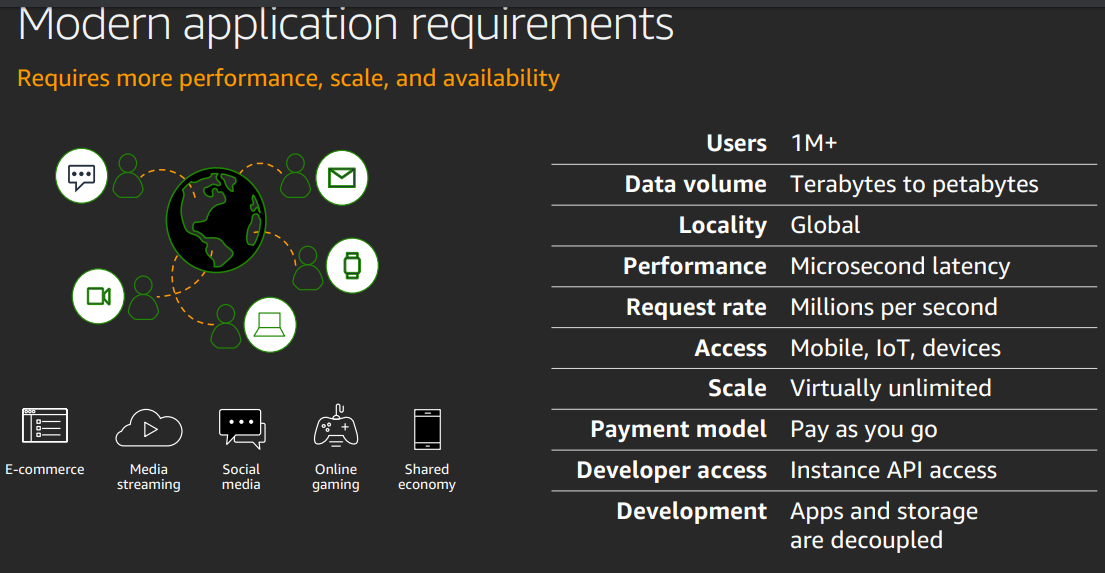 Modern application requirements
Requires more performance, scale, and availability
Users 1M+
Data volume Terabytes to petabytes
Locality Global
Performance Microsecond latency
Request rate Millions per second
Access Mobile, IoT, devices
Scale Virtually unlimited
Payment model Pay as you go
Developer access Instance API access
Development Apps and storage
are decoupled
E-commerce
Media
streaming
Social
media
Online
gaming
Shared
economy